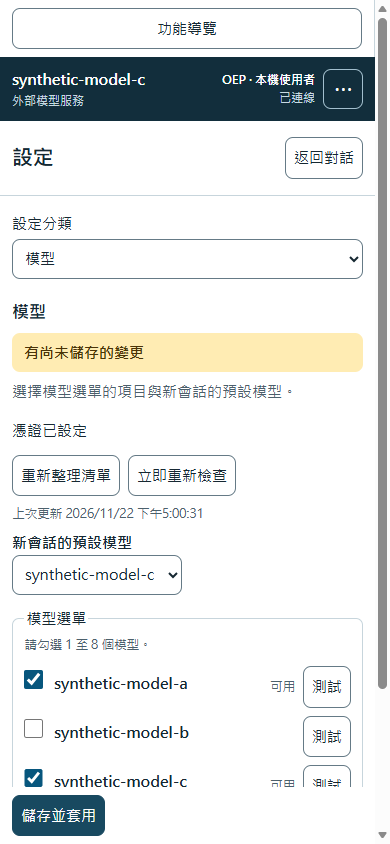 功能導覽
synthetic-model-c
OEP · 本機使用者
外部模型服務
已連線
...
設定
返回對話
設定分類
模型
模型
有尚未儲存的變更
選擇模型選單的項目與新會話的預設模型。
憑證已設定
重新整理清單
立即重新檢查
上次更新 2026/11/22 下午5:00:31
新會話的預設模型
synthetic-model-c
模型選單
請勾選 1 至 8 個模型。
synthetic-model-a
可用
測試
synthetic-model-b
測試
synthetic-model-c
可用
測試
儲存並套用